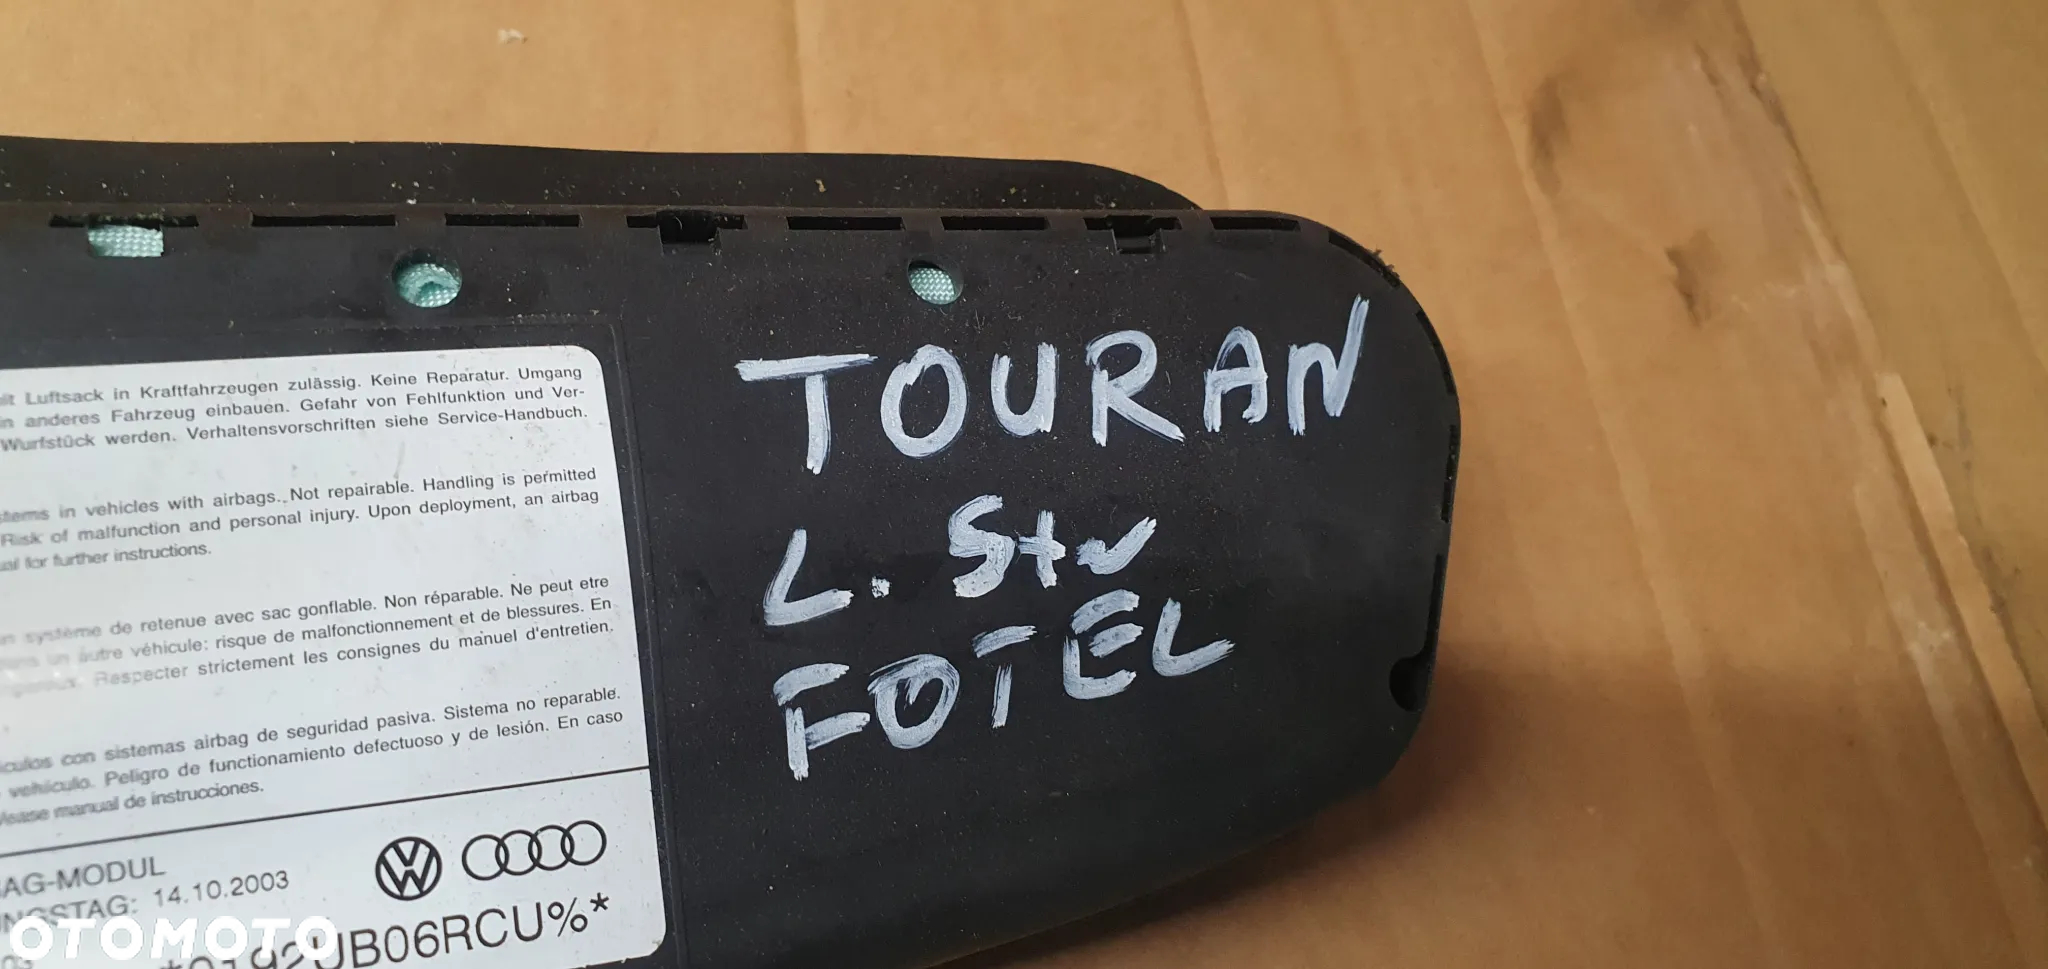 TOURAN
L. Str
FOTEL
Luftsack in Kraftfahrzeugen zulässig. Keine Reparatur. Umgang
anderes Fahrzeug einbauen. Gefahr von Fehlfunktion und Ver-
Wurfstück werden. Verhaltensvorschriften siehe Service-Handbuch.
in vehicles with airbags. Not repairable. Handling is permitted
Risk of malfunction and personal injury. Upon deployment, an airbag
for further instructions.
système de retenue avec sac gonflable. Non réparable. Ne peut etre
un autre véhicule: risque de malfonctionnement et de blessures. En
Respecter strictement les consignes du manuel d'entretien.
con sistemas airbag de seguridad pasiva. Sistema no reparable.
vehículo. Peligro de funcionamiento defectuoso y de lesión. En caso
manual de instrucciones.
AG-MODUL
NGSTAG: 14.10.2003
UB06RCU%*
OTOMOTO